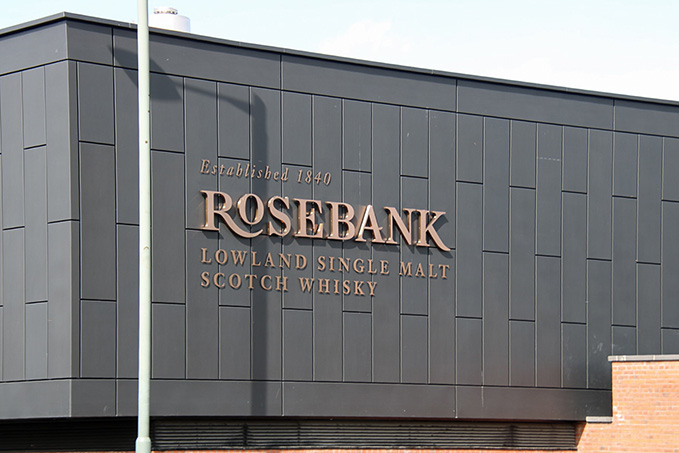 Established 1840
ROSEBANK
LOWLAND SINGLE MALT
SCOTCH WHISKY